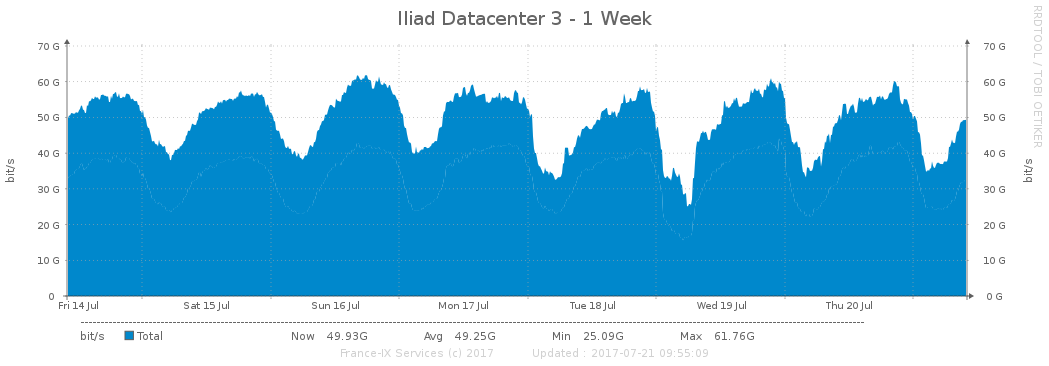 Iliad Datacenter 3 - 1 Week
RRDTOOL / TOBI OETIKER
70 G 70 G
60 G 60 G
50 G 50 G
40 G 40 G
30 G 30 G
20 G 20 G
10 G 10 G
0 0 G
bit/s bit/s
Fri 14 Jul Sat 15 Jul Sun 16 Jul Mon 17 Jul Tue 18 Jul Wed 19 Jul Thu 20 Jul
bit/s Total Now 49.93G Avg 49.25G Min 25.09G Max 61.76G
France-IX Services (c) 2017 Updated : 2017-07-21 09:55:09